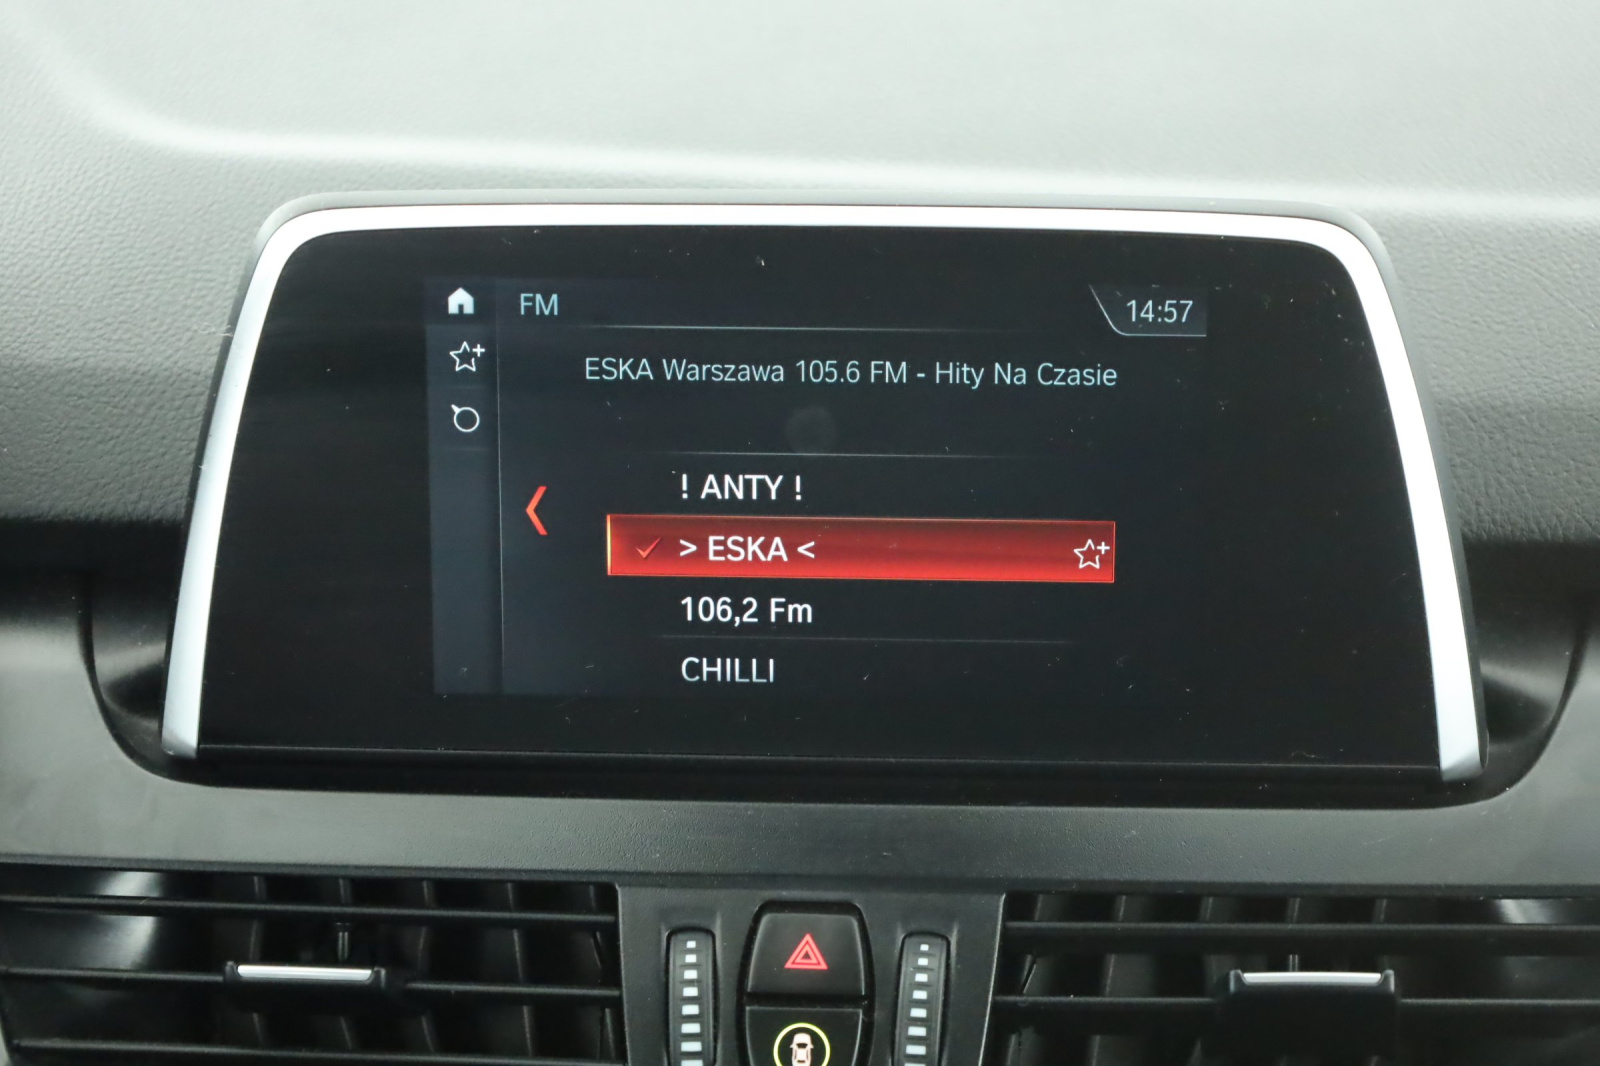 FM
14:57
ESKA Warszawa 105.6 FM - Hity Na Czasie
! ANTY !
> ESKA <
106,2 Fm
CHILLI